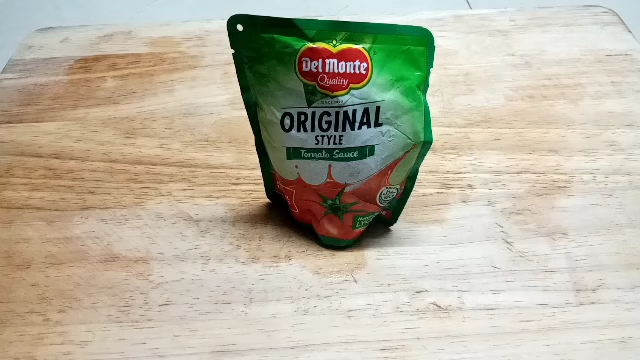 Del Monte
Quality
ORIGINAL
STYLE
Tomato Sauce